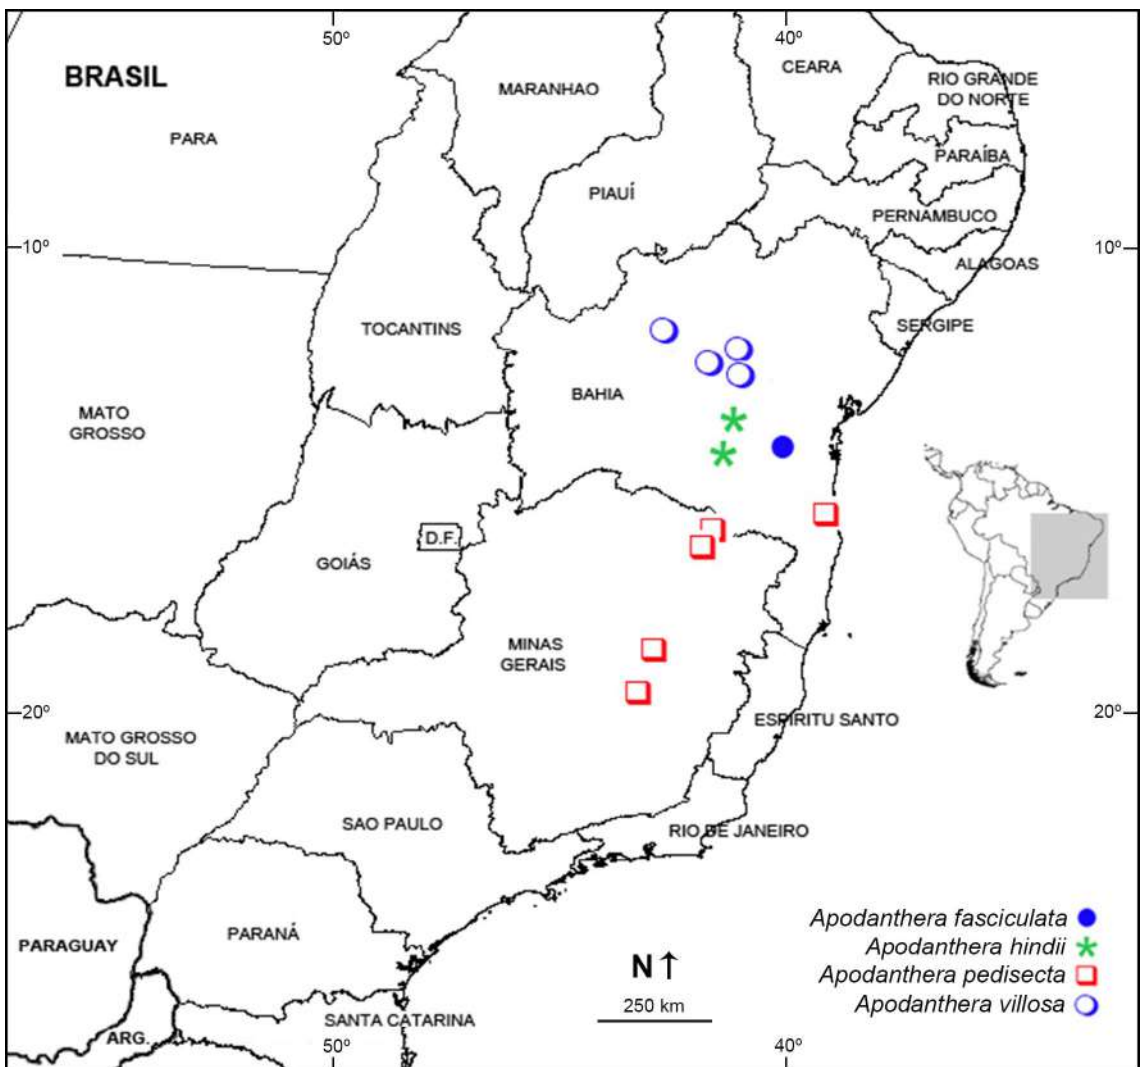 50º
40º
BRASIL
CEARA
MARANHAO
RIO GRANDE
DO NORTE
PARA
PARAÍBA
PIAUÍ
PERNAMBUCO
10º
10º
ALAGOAS
TOCANTINS
SERGIPE
BAHIA
MATO
GROSSO
D.F.
GOIÁS
MINAS
GERAIS
20º
20º
ESPIRITU SANTO
MATO GROSSO
DO SUL
SAO PAULO
RIO DE JANEIRO
PARANÁ
PARAGUAY
Apodanthera fasciculata
Apodanthera hindii
Apodanthera pedisecta
Apodanthera villosa
N ↑
250 km
SANTA CATARINA
ARG.
50º
40º